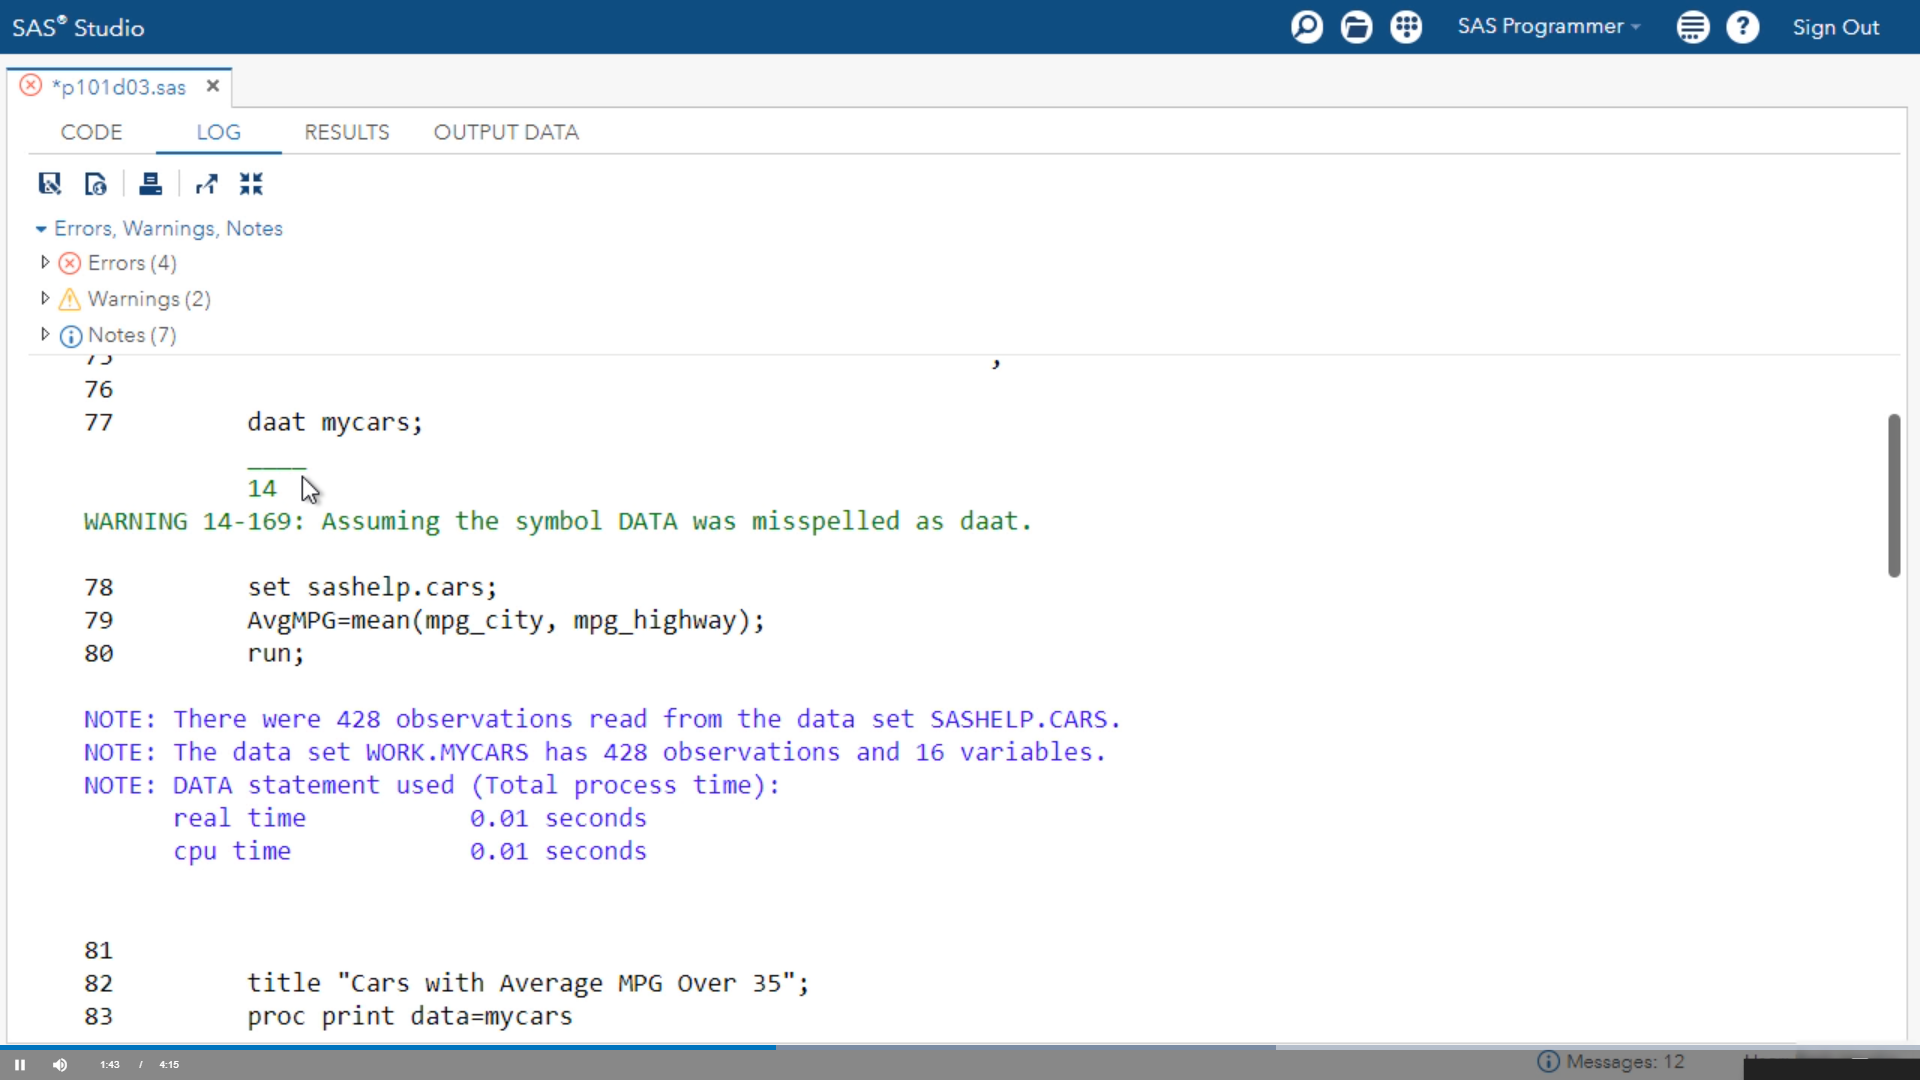 SAS® Studio
SAS Programmer
Sign Out
*p101d03.sas
CODE LOG RESULTS OUTPUT DATA
Errors, Warnings, Notes
Errors (4)
Warnings (2)
Notes (7)
75 ,
76
77 daat mycars;
____
14
WARNING 14-169: Assuming the symbol DATA was misspelled as daat.
78 set sashelp.cars;
79 AvgMPG=mean(mpg_city, mpg_highway);
80 run;
NOTE: There were 428 observations read from the data set SASHELP.CARS.
NOTE: The data set WORK.MYCARS has 428 observations and 16 variables.
NOTE: DATA statement used (Total process time):
real time 0.01 seconds
cpu time 0.01 seconds
81
82 title "Cars with Average MPG Over 35";
83 proc print data=mycars
1:43 / 4:15
Messages: 12